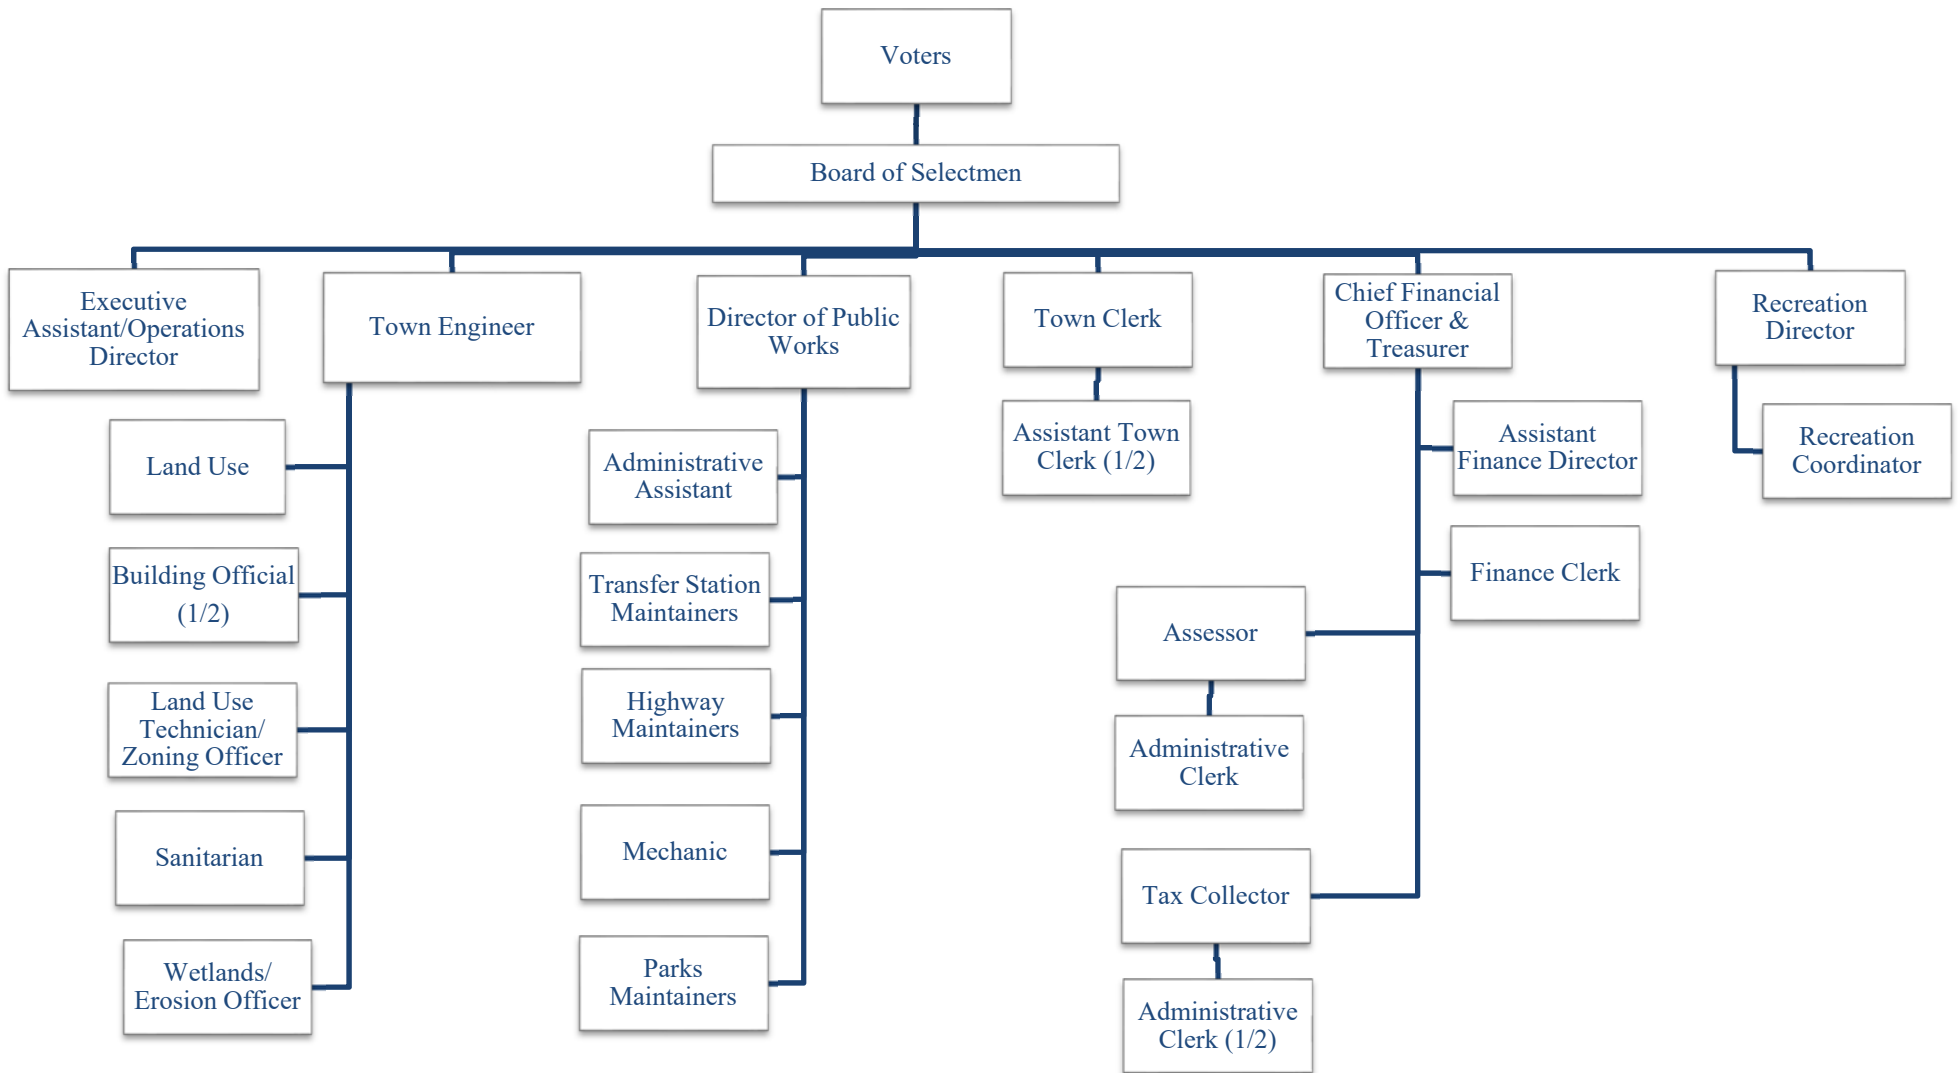 Voters
Board of Selectmen
Executive
Assistant/Operations
Director
Town Engineer
Director of Public
Works
Town Clerk
Chief Financial
Officer &
Treasurer
Recreation
Director
Land Use
Building Official
(1/2)
Land Use
Technician/
Zoning Officer
Sanitarian
Wetlands/
Erosion Officer
Administrative
Assistant
Transfer Station
Maintainers
Highway
Maintainers
Mechanic
Parks
Maintainers
Assistant Town
Clerk (1/2)
Assistant
Finance Director
Finance Clerk
Assessor
Administrative
Clerk
Tax Collector
Administrative
Clerk (1/2)
Recreation
Coordinator